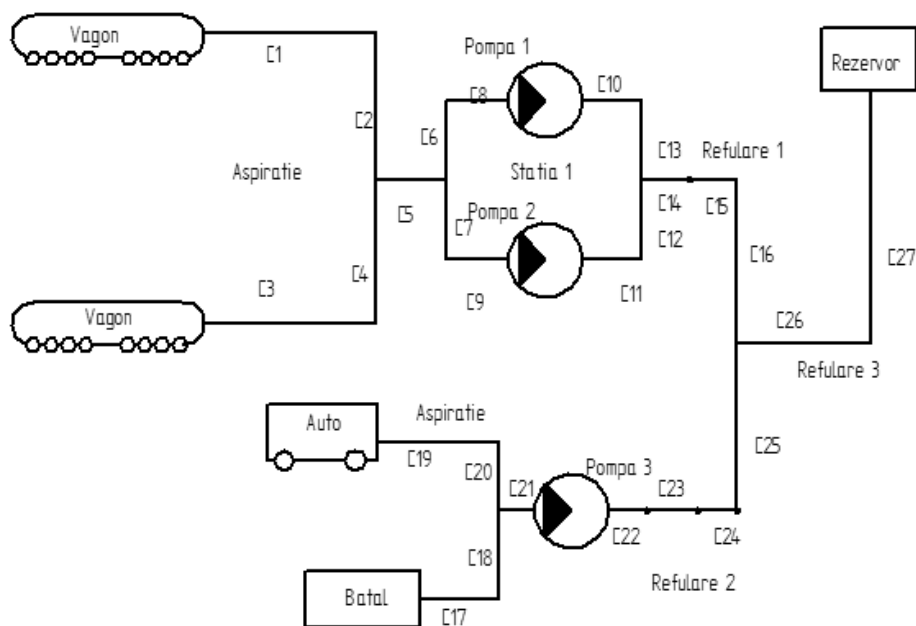 Vagon
C1
Pompa 1
C10
Rezervor
C8
C2
C6
C13
Refulare 1
Aspiratie
Statia 1
C5
C7
Pompa 2
C14
C15
C12
C16
C4
C27
C3
C9
C11
Vagon
C26
Refulare 3
Auto
Aspiratie
C19
C20
C25
Pompa 3
C21
C23
C22
C24
C18
Refulare 2
Batal
C17